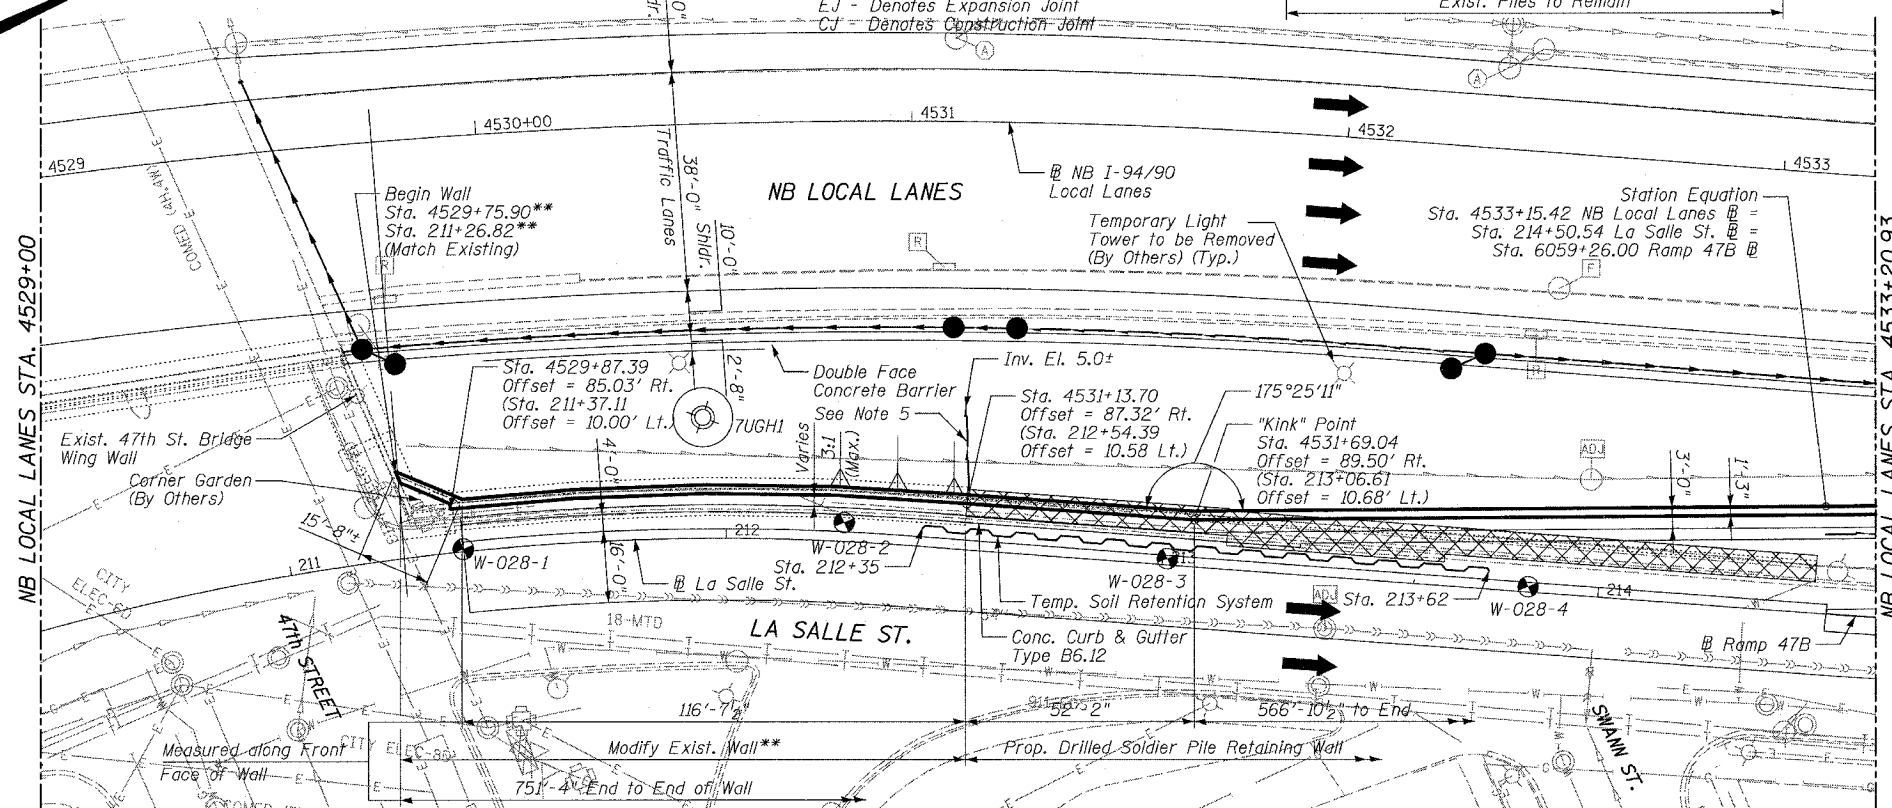 EJ - Denotes Expansion Joint
CJ - Denotes Construction Joint
Exist. Piles to Remain
A
A
4529
4530+00
4531
4532
4533
NB LOCAL LANES STA. 4529+00
NB LOCAL LANES STA. 4533+20.93
COMED (4H.4W)
Traffic Lanes
38'-0"
Shldr.
10'-0"
NB LOCAL LANES
℄ NB I-94/90
Local Lanes
Begin Wall
Sta. 4529+75.90**
Sta. 211+26.82**
(Match Existing)
R
R
Temporary Light
Tower to be Removed
(By Others) (Typ.)
Station Equation
Sta. 4533+15.42 NB Local Lanes ℄ =
Sta. 214+50.54 La Salle St. ℄ =
Sta. 6059+26.00 Ramp 47B ℄
F
Sta. 4529+87.39
Offset = 85.03' Rt.
(Sta. 211+37.11
Offset = 10.00' Lt.)
2'-8"
7UGH1
Double Face
Concrete Barrier
See Note 5
Inv. El. 5.0±
Sta. 4531+13.70
Offset = 87.32' Rt.
(Sta. 212+54.39
Offset = 10.58 Lt.)
175°25'11"
"Kink" Point
Sta. 4531+69.04
Offset = 89.50' Rt.
(Sta. 213+06.61
Offset = 10.68' Lt.)
ADJ
Exist. 47th St. Bridge
Wing Wall
Corner Garden
(By Others)
15'-8"±
4'-0"
Varies
3:1
(Max.)
3'-0"
1'-3"
211
212
214
W-028-1
W-028-2
W-028-3
W-028-4
16'-0"
℄ La Salle St.
Sta. 212+35
Temp. Soil Retention System
ADJ
Sta. 213+62
CITY
ELEC-6D
18-MTD
LA SALLE ST.
Conc. Curb & Gutter
Type B6.12
℄ Ramp 47B
47th STREET
SWANN ST.
116'-7½"
52'-2"
566'-10½" to End
Measured along Front
Face of Wall
Modify Exist. Wall**
Prop. Drilled Soldier Pile Retaining Wall
751'-4" End to End of Wall